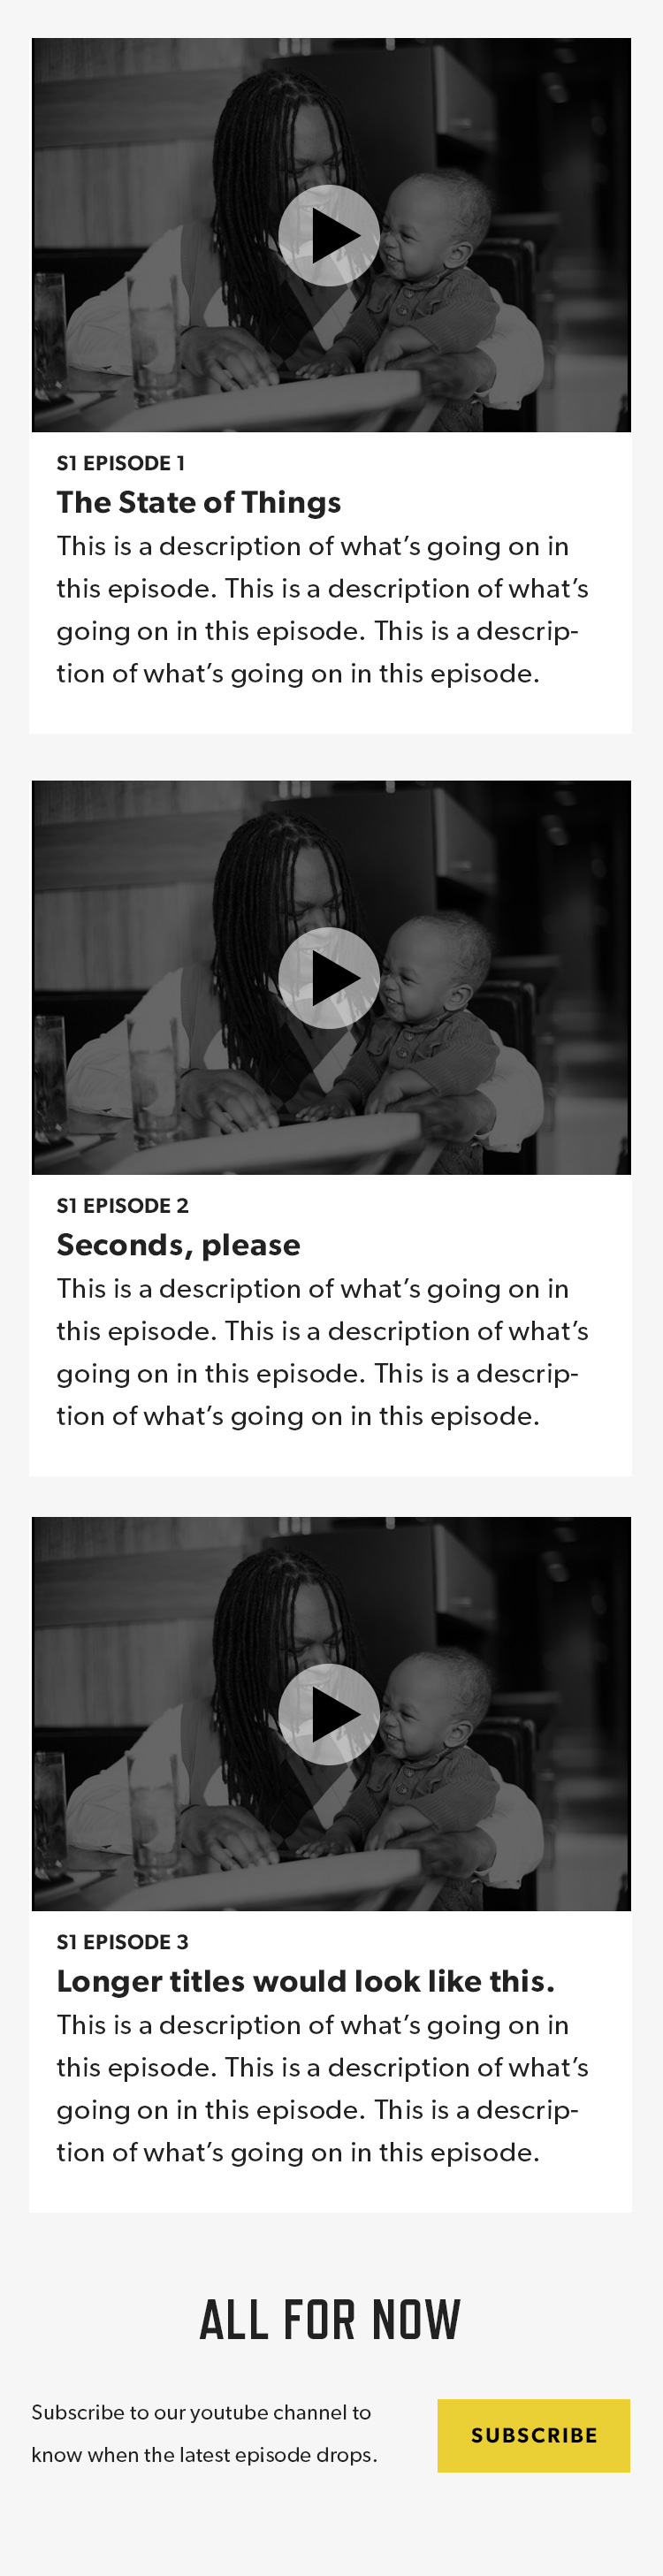 S1 EPISODE 1
The State of Things
This is a description of what’s going on in
this episode. This is a description of what’s
going on in this episode. This is a descrip-
tion of what’s going on in this episode.
S1 EPISODE 2
Seconds, please
This is a description of what’s going on in
this episode. This is a description of what’s
going on in this episode. This is a descrip-
tion of what’s going on in this episode.
S1 EPISODE 3
Longer titles would look like this.
This is a description of what’s going on in
this episode. This is a description of what’s
going on in this episode. This is a descrip-
tion of what’s going on in this episode.
ALL FOR NOW
Subscribe to our youtube channel to
know when the latest episode drops.
SUBSCRIBE